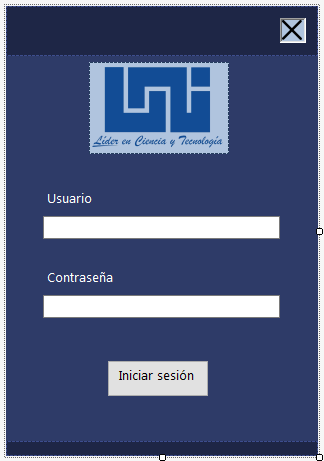 Líder en Ciencia y Tecnología
Usuario
Contraseña
Iniciar sesión